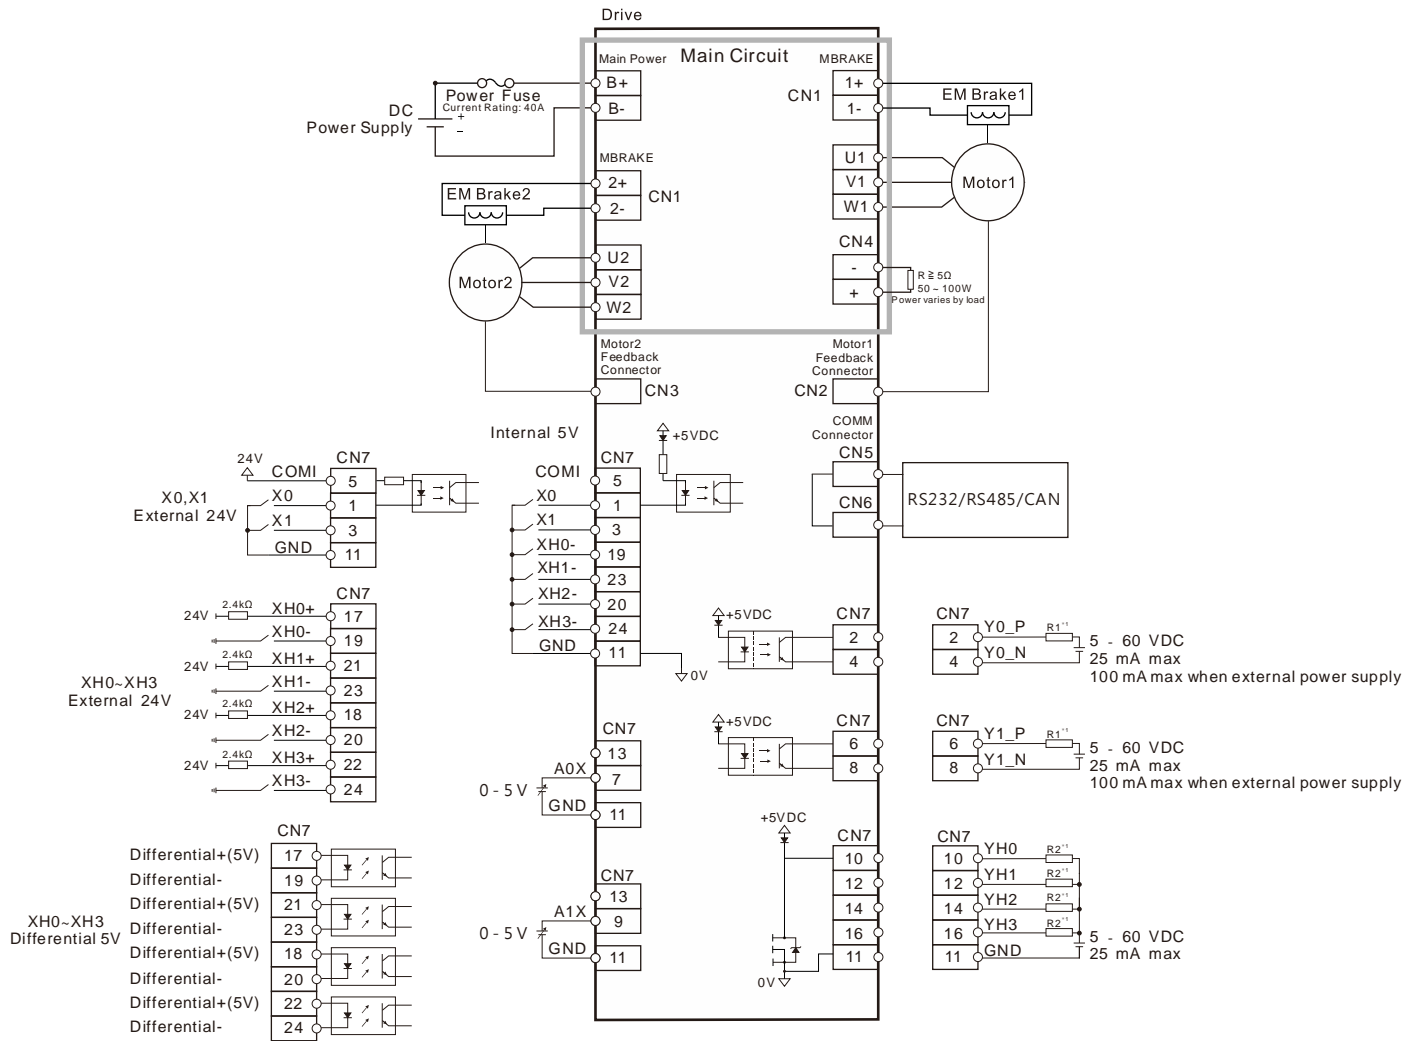 Drive
Main Circuit
Main Power
B+
B-
Power Fuse
Current Rating: 40A
DC
Power Supply
+
–
MBRAKE
2+
2-
CN1
EM Brake2
U2
V2
W2
Motor2
MBRAKE
CN1
1+
1-
EM Brake1
U1
V1
W1
Motor1
CN4
-
+
R ≧ 5Ω
50 ~ 100W
Power varies by load
Motor2
Feedback
Connector
CN3
Motor1
Feedback
Connector
CN2
COMM
Connector
CN5
CN6
RS232/RS485/CAN
24V
COMI
X0
X1
GND
X0,X1
External 24V
CN7
5
1
3
11
Internal 5V
COMI
X0
X1
XH0-
XH1-
XH2-
XH3-
GND
CN7
5
1
3
19
23
20
24
11
+5VDC
0V
XH0~XH3
External 24V
CN7
24V 2.4kΩ XH0+ 17
XH0- 19
24V 2.4kΩ XH1+ 21
XH1- 23
24V 2.4kΩ XH2+ 18
XH2- 20
24V 2.4kΩ XH3+ 22
XH3- 24
XH0~XH3
Differential 5V
CN7
Differential+(5V) 17
Differential- 19
Differential+(5V) 21
Differential- 23
Differential+(5V) 18
Differential- 20
Differential+(5V) 22
Differential- 24
CN7
13
A0X 7
GND 11
0 - 5 V
CN7
13
A1X 9
GND 11
0 - 5 V
+5VDC
CN7
2
4
CN7
2 Y0_P R1*1
4 Y0_N
5 - 60 VDC
25 mA max
100 mA max when external power supply
+5VDC
CN7
6
8
CN7
6 Y1_P R1*1
8 Y1_N
5 - 60 VDC
25 mA max
100 mA max when external power supply
+5VDC
0V
CN7
10
12
14
16
11
CN7
10 YH0 R2*1
12 YH1 R2*1
14 YH2 R2*1
16 YH3 R2*1
11 GND
5 - 60 VDC
25 mA max